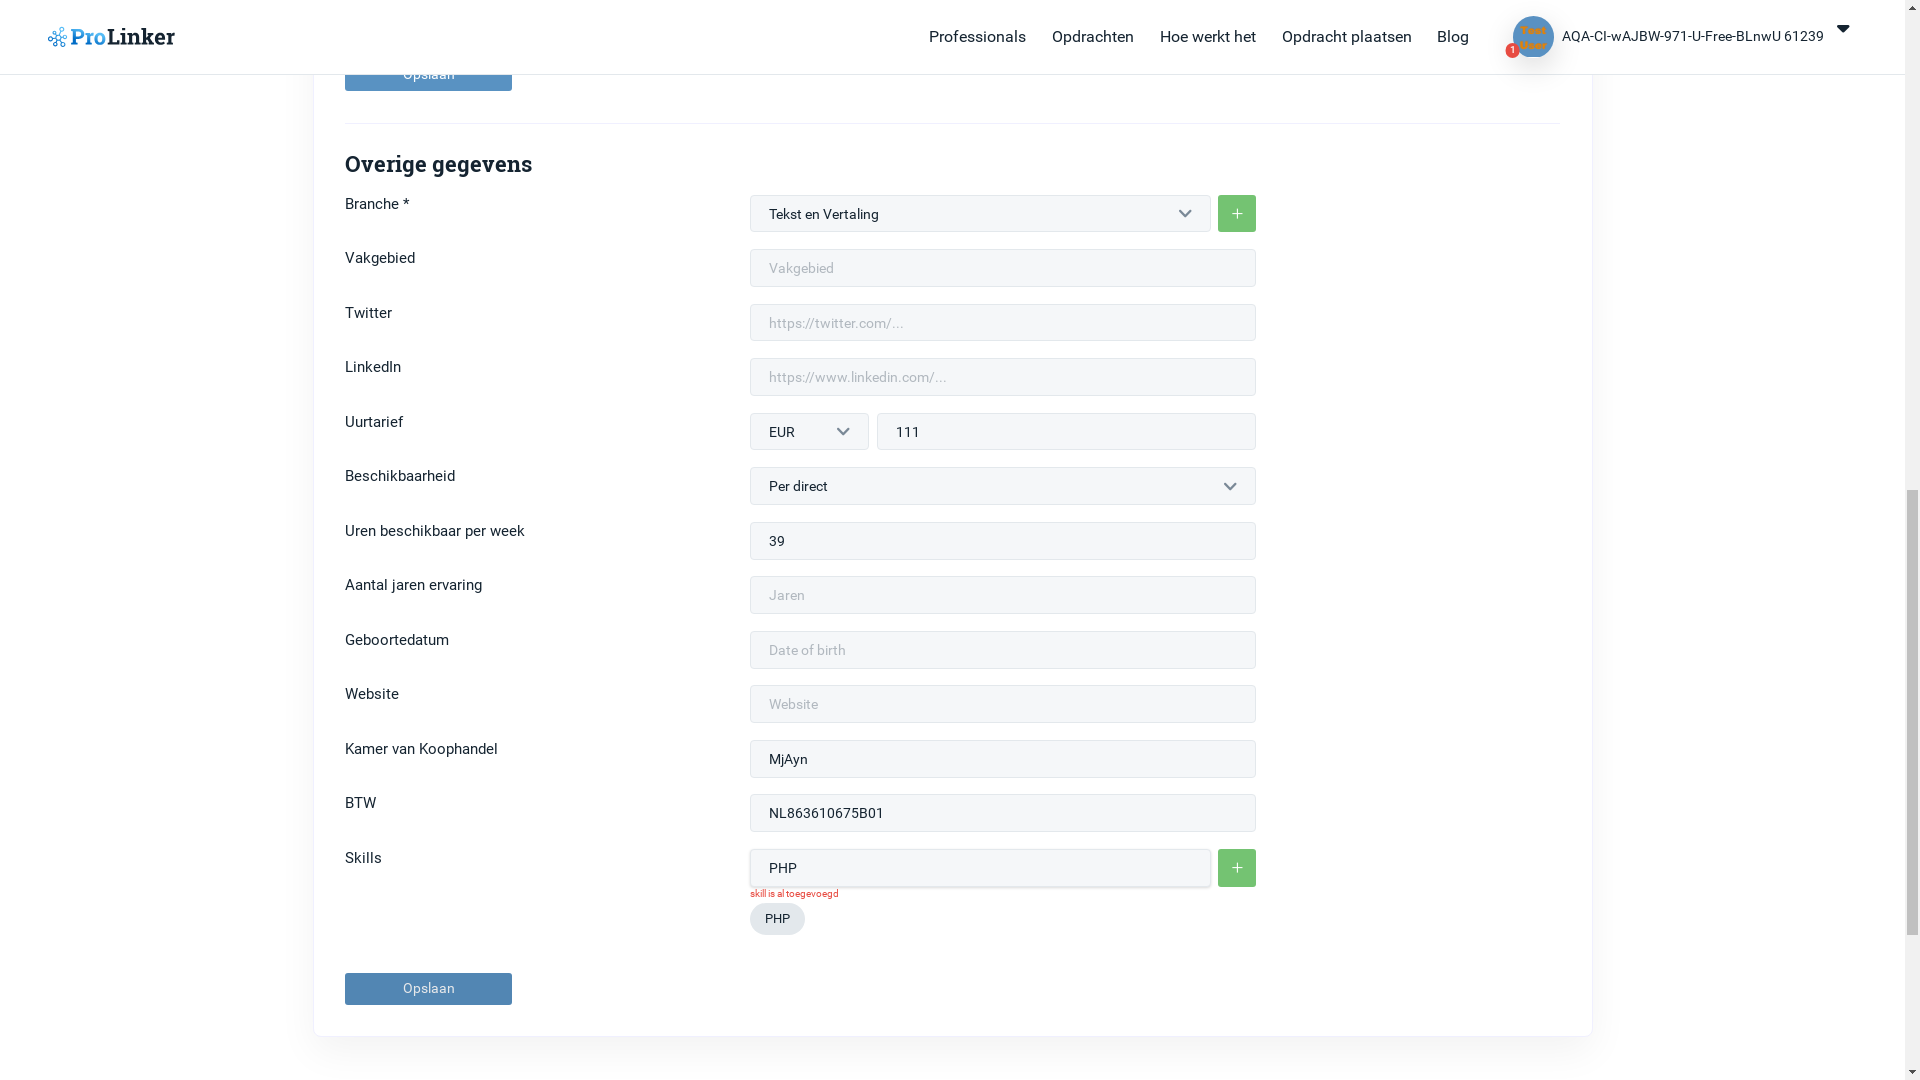 ProLinker
Professionals Opdrachten Hoe werkt het Opdracht plaatsen Blog
Test User
1
AQA-CI-wAJBW-971-U-Free-BLnwU 61239
Opslaan
Overige gegevens
Branche *
Tekst en Vertaling
Vakgebied
Vakgebied
Twitter
https://twitter.com/...
LinkedIn
https://www.linkedin.com/...
Uurtarief
EUR 111
Beschikbaarheid
Per direct
Uren beschikbaar per week
39
Aantal jaren ervaring
Jaren
Geboortedatum
Date of birth
Website
Website
Kamer van Koophandel
MjAyn
BTW
NL863610675B01
Skills
PHP
skill is al toegevoegd
PHP
Opslaan